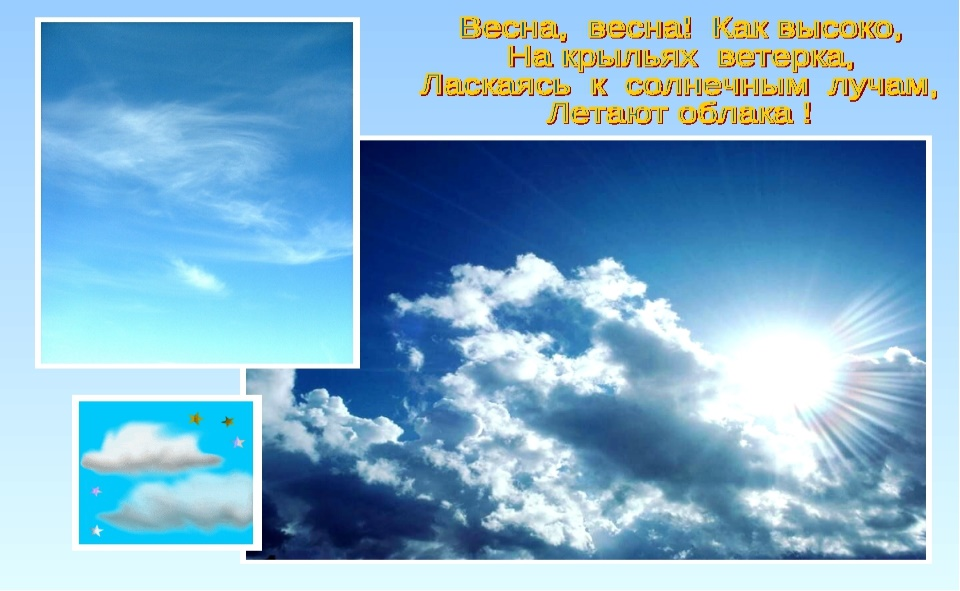 Весна, весна! Как высоко,
На крыльях ветерка,
Ласкаясь к солнечным лучам,
Летают облака !